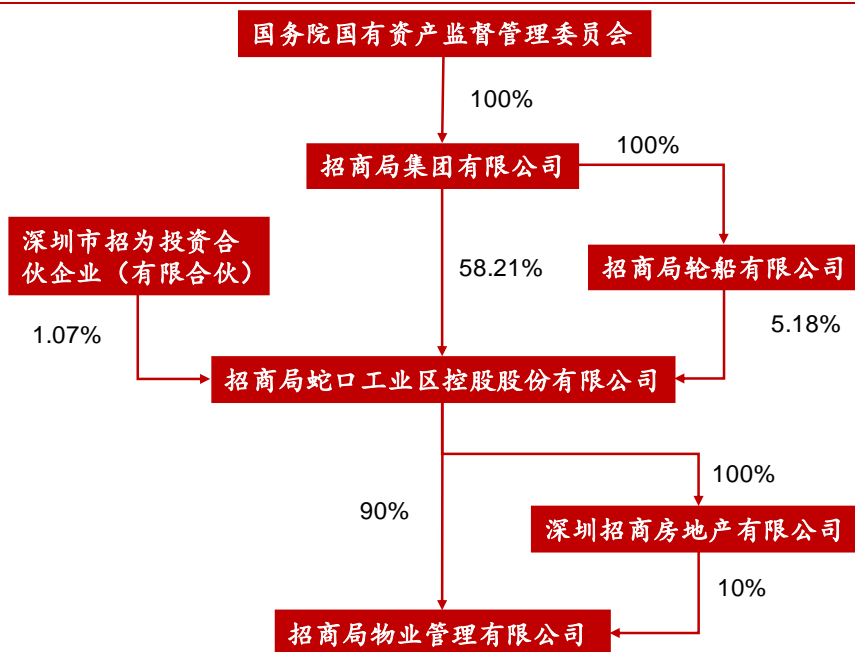 国务院国有资产监督管理委员会
100%
招商局集团有限公司
100%
深圳市招为投资合
伙企业（有限合伙）
58.21%
招商局轮船有限公司
1.07%
5.18%
招商局蛇口工业区控股股份有限公司
100%
90%
深圳招商房地产有限公司
10%
招商局物业管理有限公司